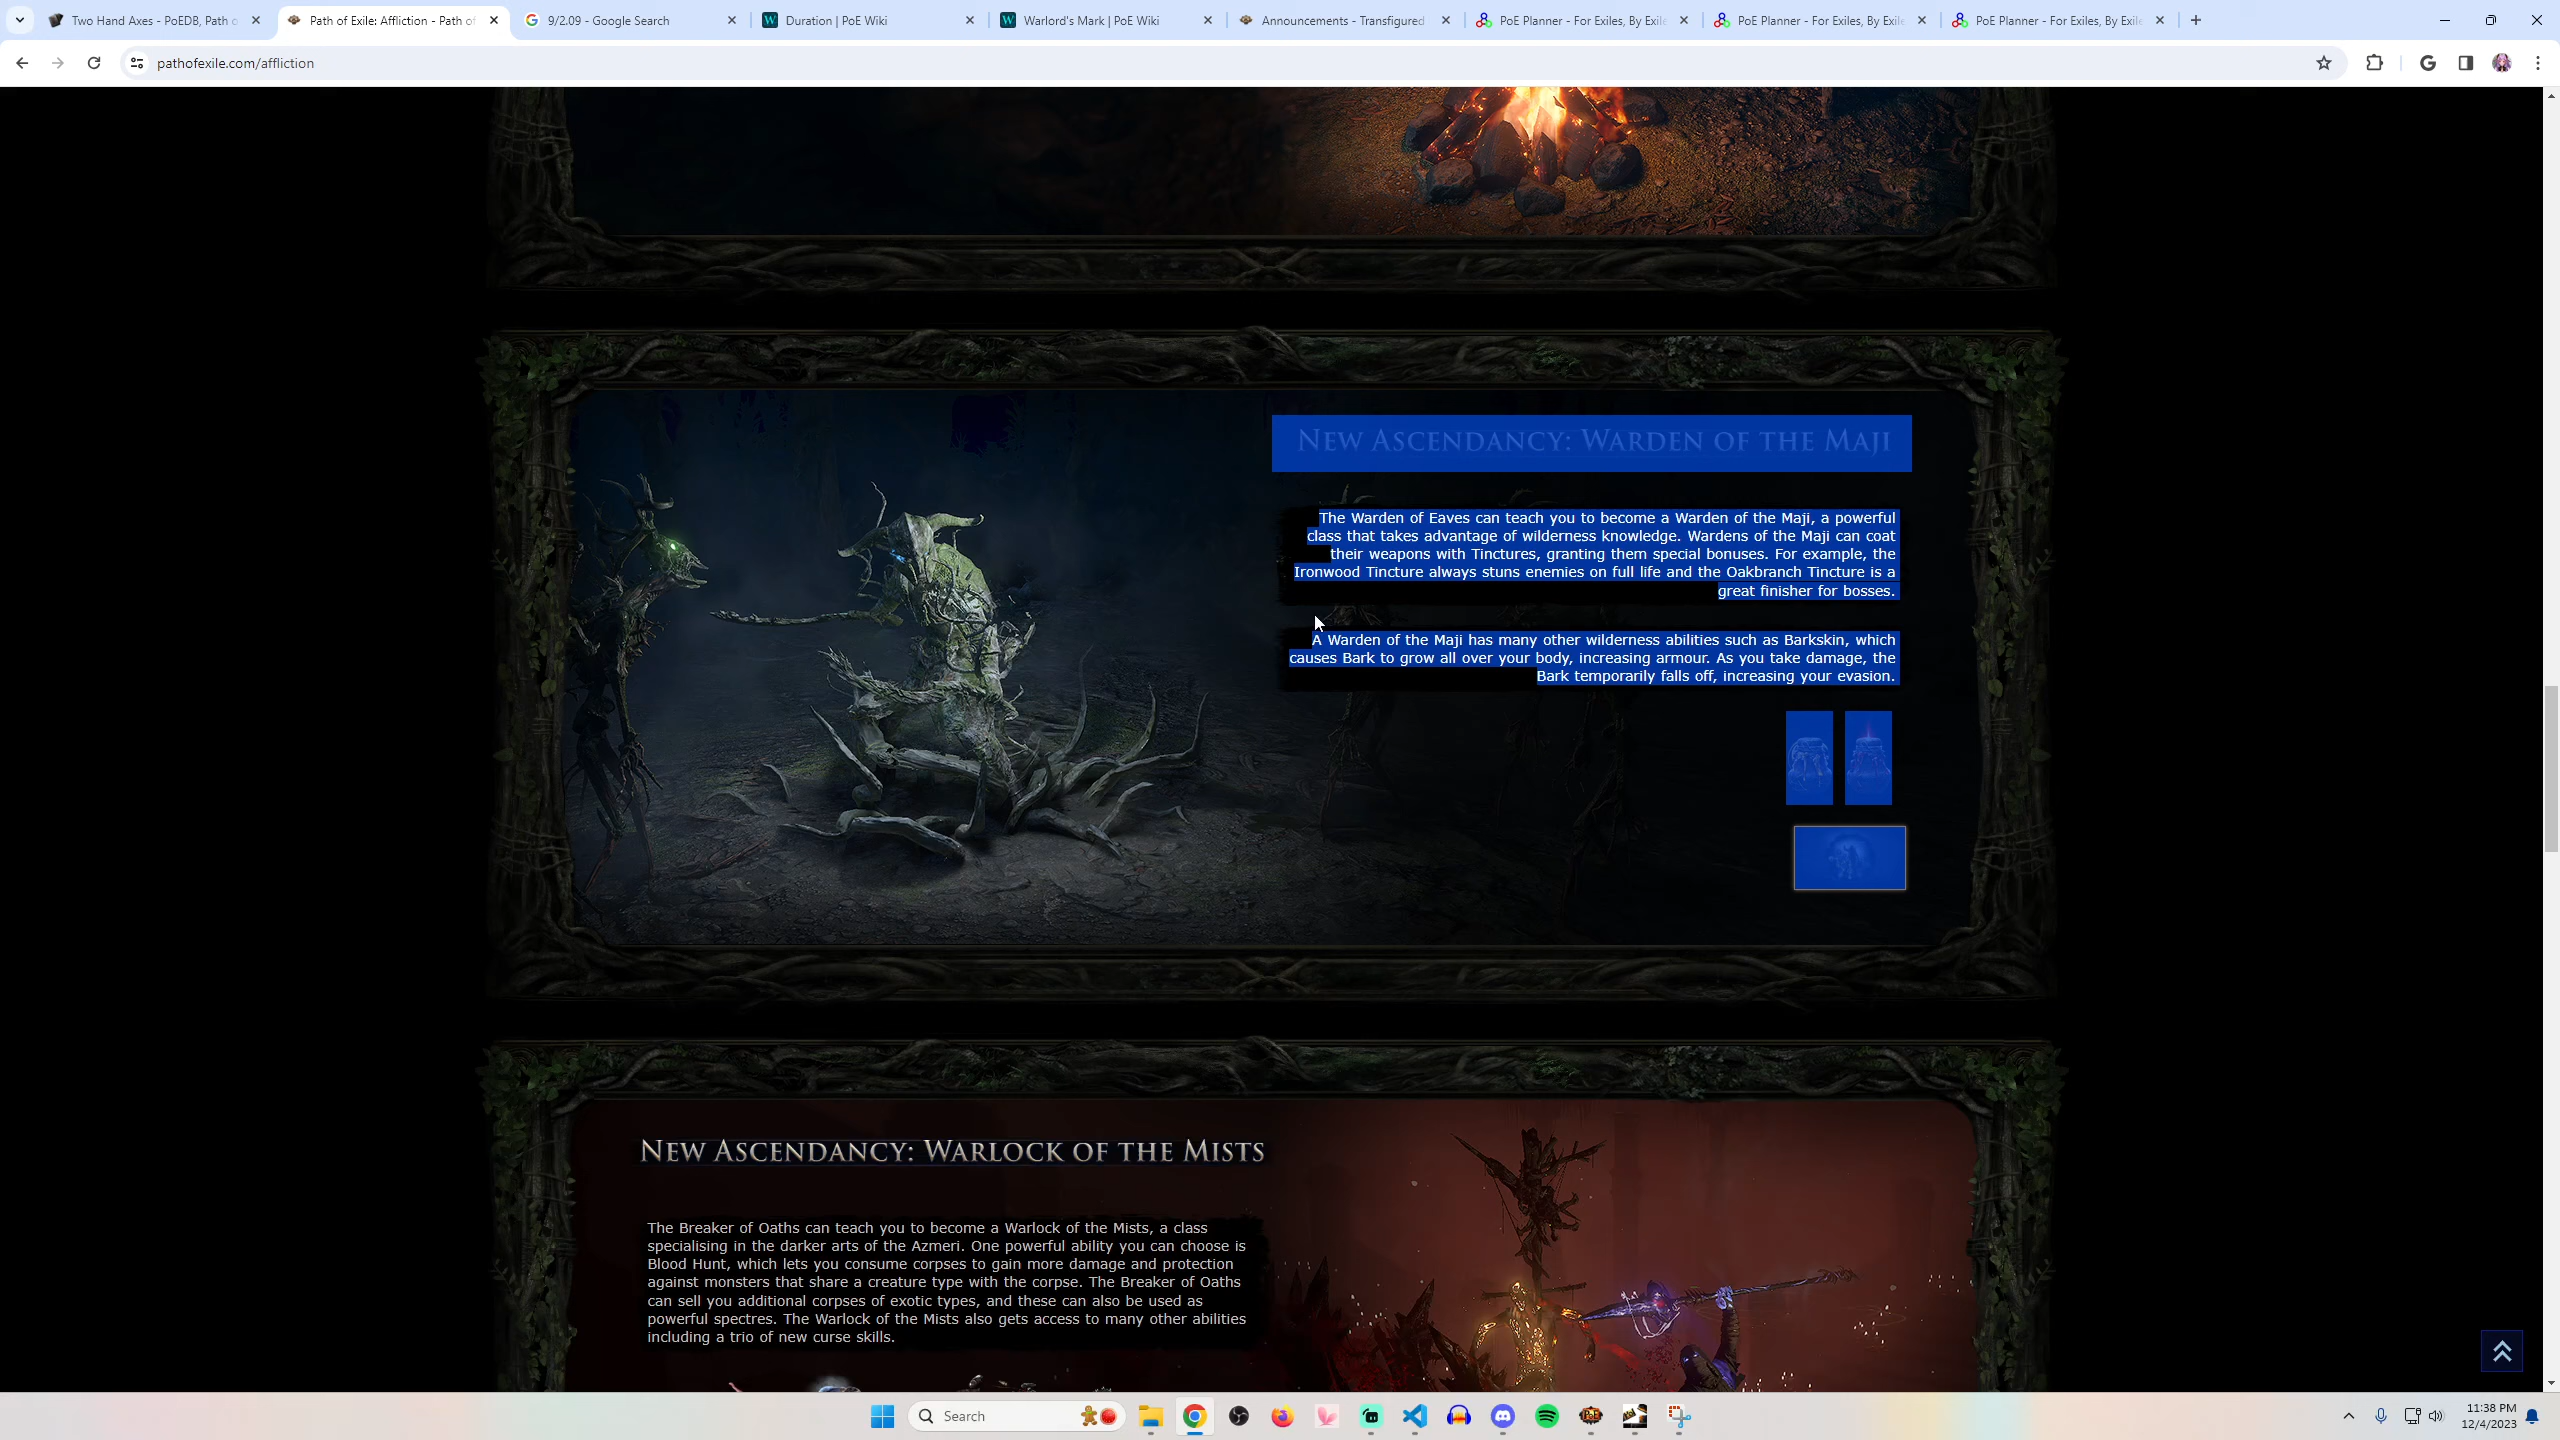 Two Hand Axes - PoEDB, Path o
Path of Exile: Affliction - Path of
9/2.09 - Google Search
Duration | PoE Wiki
Warlord's Mark | PoE Wiki
Announcements - Transfigured
PoE Planner - For Exiles, By Exile
PoE Planner - For Exiles, By Exile
PoE Planner - For Exiles, By Exile
pathofexile.com/affliction
New Ascendancy: Warden of the Maji
The Warden of Eaves can teach you to become a Warden of the Maji, a powerful
class that takes advantage of wilderness knowledge. Wardens of the Maji can coat
their weapons with Tinctures, granting them special bonuses. For example, the
Ironwood Tincture always stuns enemies on full life and the Oakbranch Tincture is a
great finisher for bosses.
A Warden of the Maji has many other wilderness abilities such as Barkskin, which
causes Bark to grow all over your body, increasing armour. As you take damage, the
Bark temporarily falls off, increasing your evasion.
New Ascendancy: Warlock of the Mists
The Breaker of Oaths can teach you to become a Warlock of the Mists, a class
specialising in the darker arts of the Azmeri. One powerful ability you can choose is
Blood Hunt, which lets you consume corpses to gain more damage and protection
against monsters that share a creature type with the corpse. The Breaker of Oaths
can sell you additional corpses of exotic types, and these can also be used as
powerful spectres. The Warlock of the Mists also gets access to many other abilities
including a trio of new curse skills.
Search
11:38 PM
12/4/2023